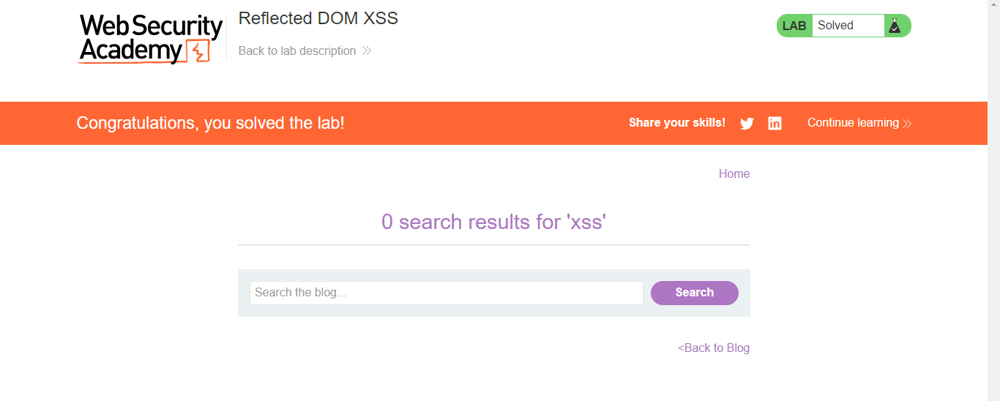 Web Security
Academy
Reflected DOM XSS
Back to lab description
LAB Solved
Congratulations, you solved the lab!
Share your skills!
Continue learning
Home
0 search results for 'xss'
Search the blog...
Search
<Back to Blog